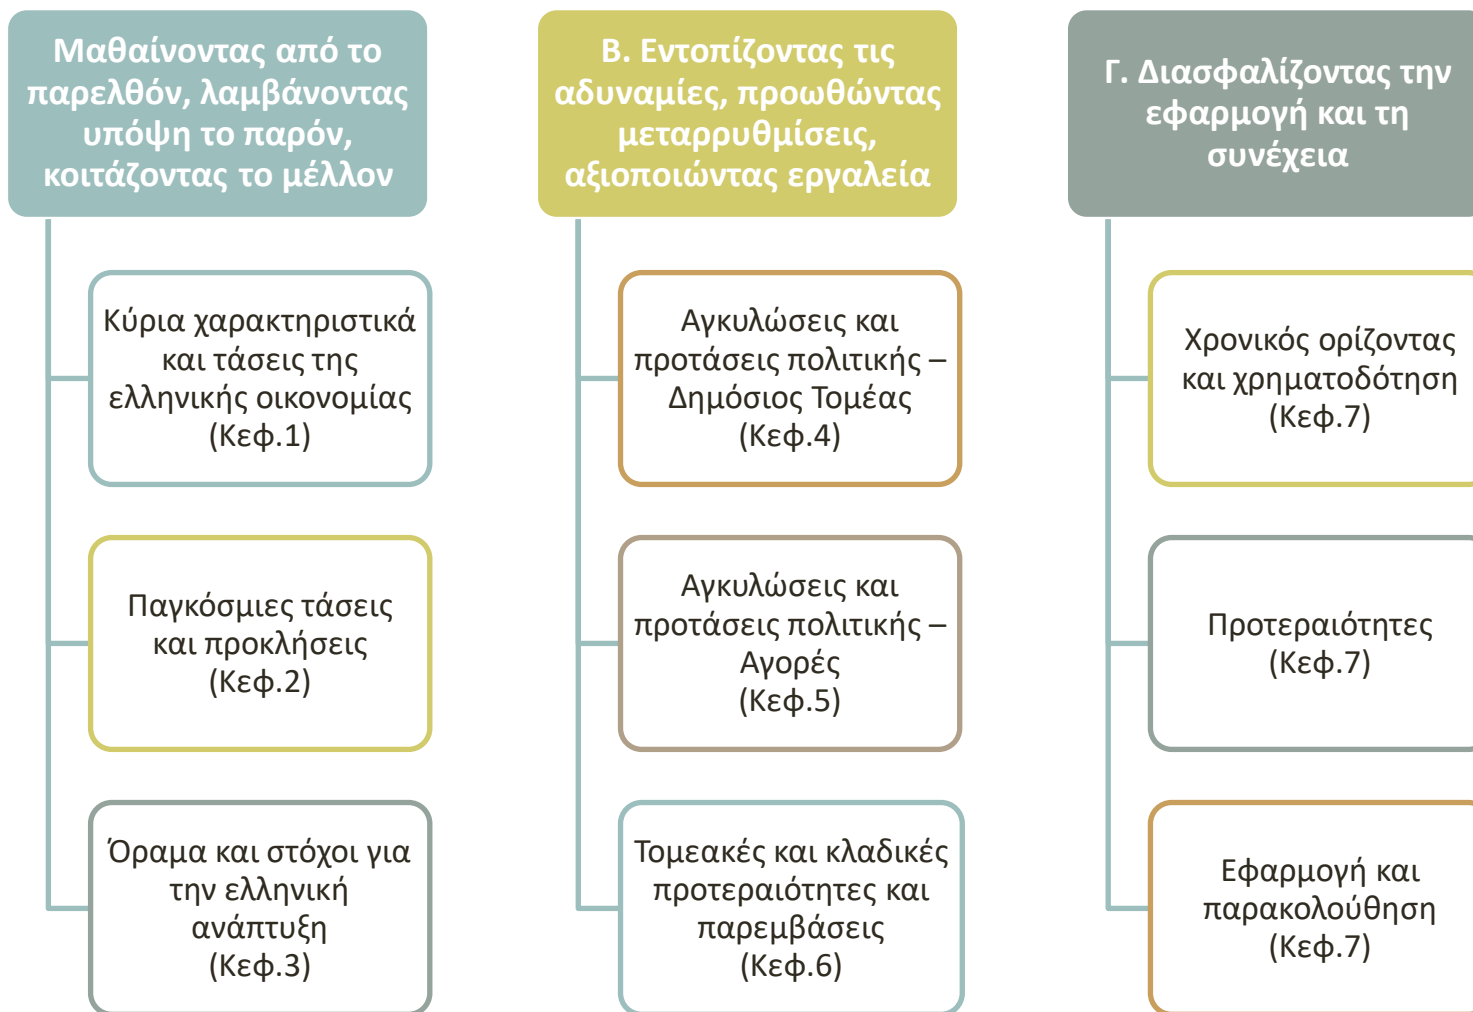 Μαθαίνοντας από το
παρελθόν, λαμβάνοντας
υπόψη το παρόν,
κοιτάζοντας το μέλλον
Κύρια χαρακτηριστικά
και τάσεις της
ελληνικής οικονομίας
(Κεφ.1)
Παγκόσμιες τάσεις
και προκλήσεις
(Κεφ.2)
Όραμα και στόχοι για
την ελληνική
ανάπτυξη
(Κεφ.3)
Β. Εντοπίζοντας τις
αδυναμίες, προωθώντας
μεταρρυθμίσεις,
αξιοποιώντας εργαλεία
Αγκυλώσεις και
προτάσεις πολιτικής –
Δημόσιος Τομέας
(Κεφ.4)
Αγκυλώσεις και
προτάσεις πολιτικής –
Αγορές
(Κεφ.5)
Τομεακές και κλαδικές
προτεραιότητες και
παρεμβάσεις
(Κεφ.6)
Γ. Διασφαλίζοντας την
εφαρμογή και τη
συνέχεια
Χρονικός ορίζοντας
και χρηματοδότηση
(Κεφ.7)
Προτεραιότητες
(Κεφ.7)
Εφαρμογή και
παρακολούθηση
(Κεφ.7)